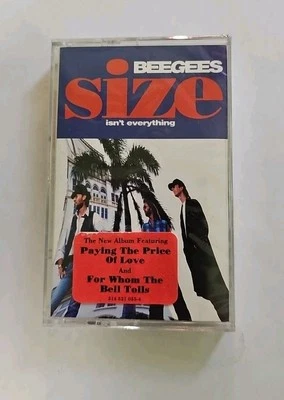 BEEGEES
size
isn't everything
The New Album Featuring
Paying The Price
Of Love
And
For Whom The
Bell Tolls